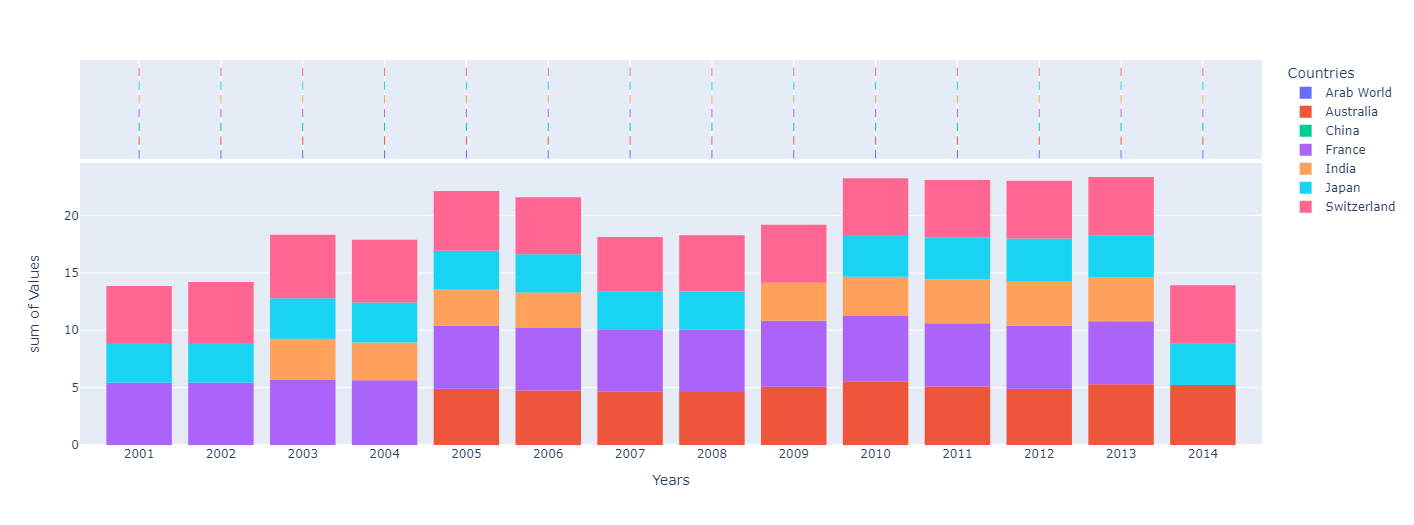 Countries
Arab World
Australia
China
France
India
Japan
Switzerland
sum of Values
20
15
10
5
0
2001 2002 2003 2004 2005 2006 2007 2008 2009 2010 2011 2012 2013 2014
Years